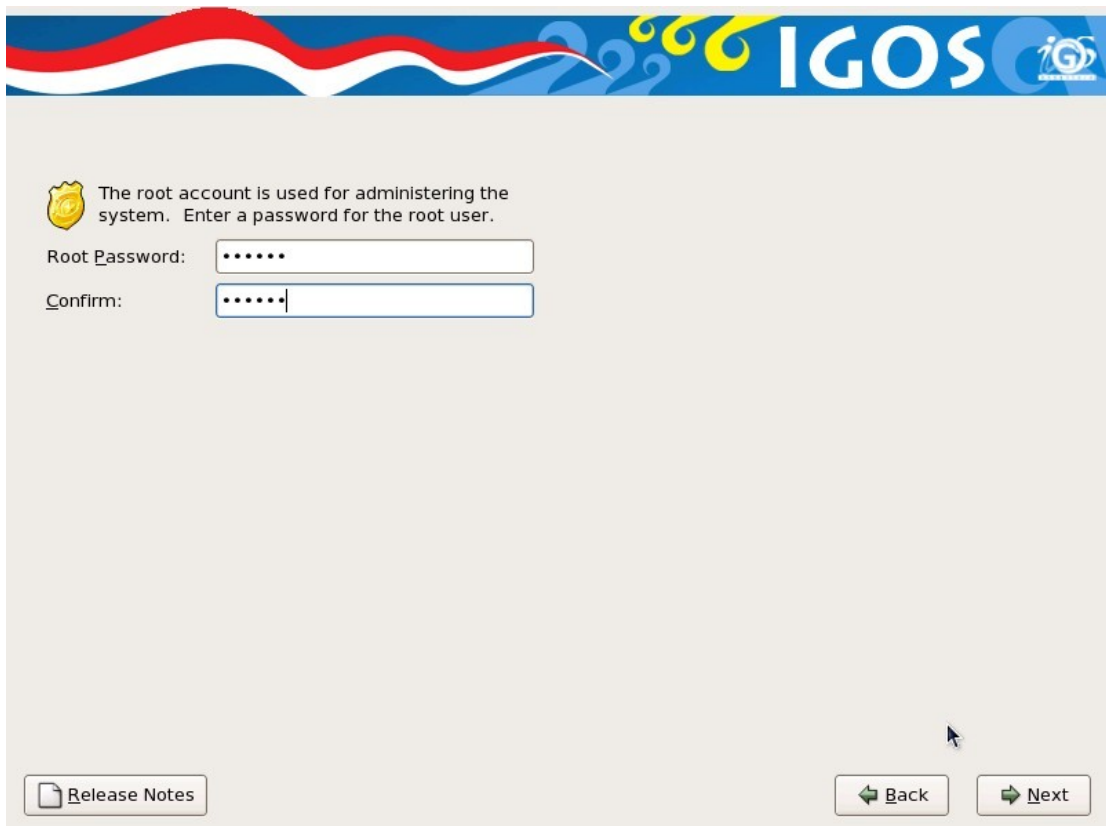 IGOS
iGOS
The root account is used for administering the
system.  Enter a password for the root user.
Root Password: ••••••
Confirm: ••••••
Release Notes
Back
Next